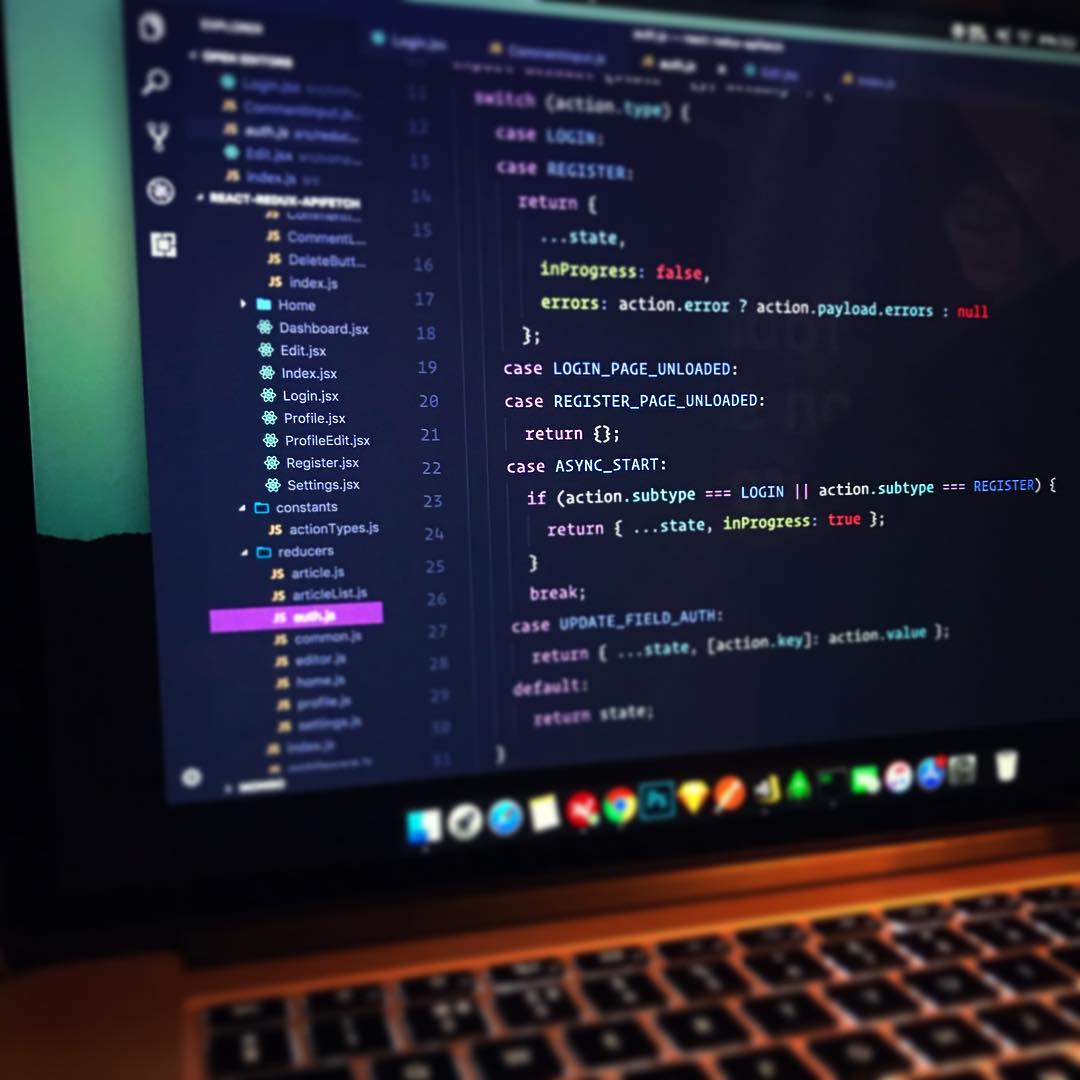 EXPLORER
OPEN EDITORS
Login.jsx
CommentInput.js
auth.js
Edit.jsx
index.js
REACT-REDUX-APIFETCH
CommentL...
DeleteButt...
index.js
Home
Dashboard.jsx
Edit.jsx
Index.jsx
Login.jsx
Profile.jsx
ProfileEdit.jsx
Register.jsx
Settings.jsx
constants
actionTypes.js
reducers
article.js
articleList.js
auth.js
common.js
editor.js
home.js
profile.js
settings.js
index.js
Login.jsx
CommentInput.js
auth.js
Edit.jsx
index.js
11 switch (action.type) {
12 case LOGIN:
13 case REGISTER:
14 return {
15 ...state,
16 inProgress: false,
17 errors: action.error ? action.payload.errors : null
18 };
19 case LOGIN_PAGE_UNLOADED:
20 case REGISTER_PAGE_UNLOADED:
21 return {};
22 case ASYNC_START:
23 if (action.subtype === LOGIN || action.subtype === REGISTER) {
24 return { ...state, inProgress: true };
25 }
26 break;
27 case UPDATE_FIELD_AUTH:
28 return { ...state, [action.key]: action.value };
29 default:
30 return state;
31 }
Ps